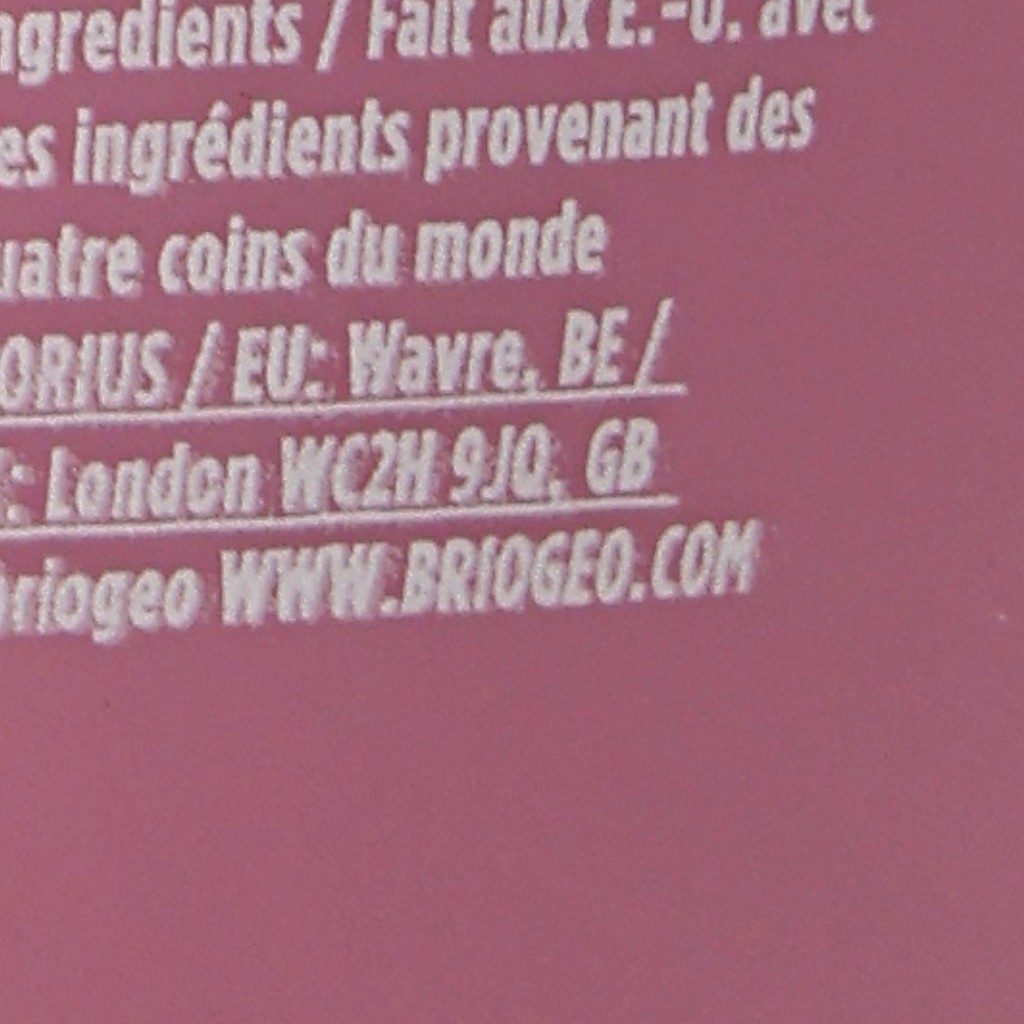 ngredients / Fait aux É.-U. avec
es ingrédients provenant des
uatre coins du monde
ORIUS / EU: Wavre, BE /
: London WC2H 9JQ, GB
briogeo WWW.BRIOGEO.COM